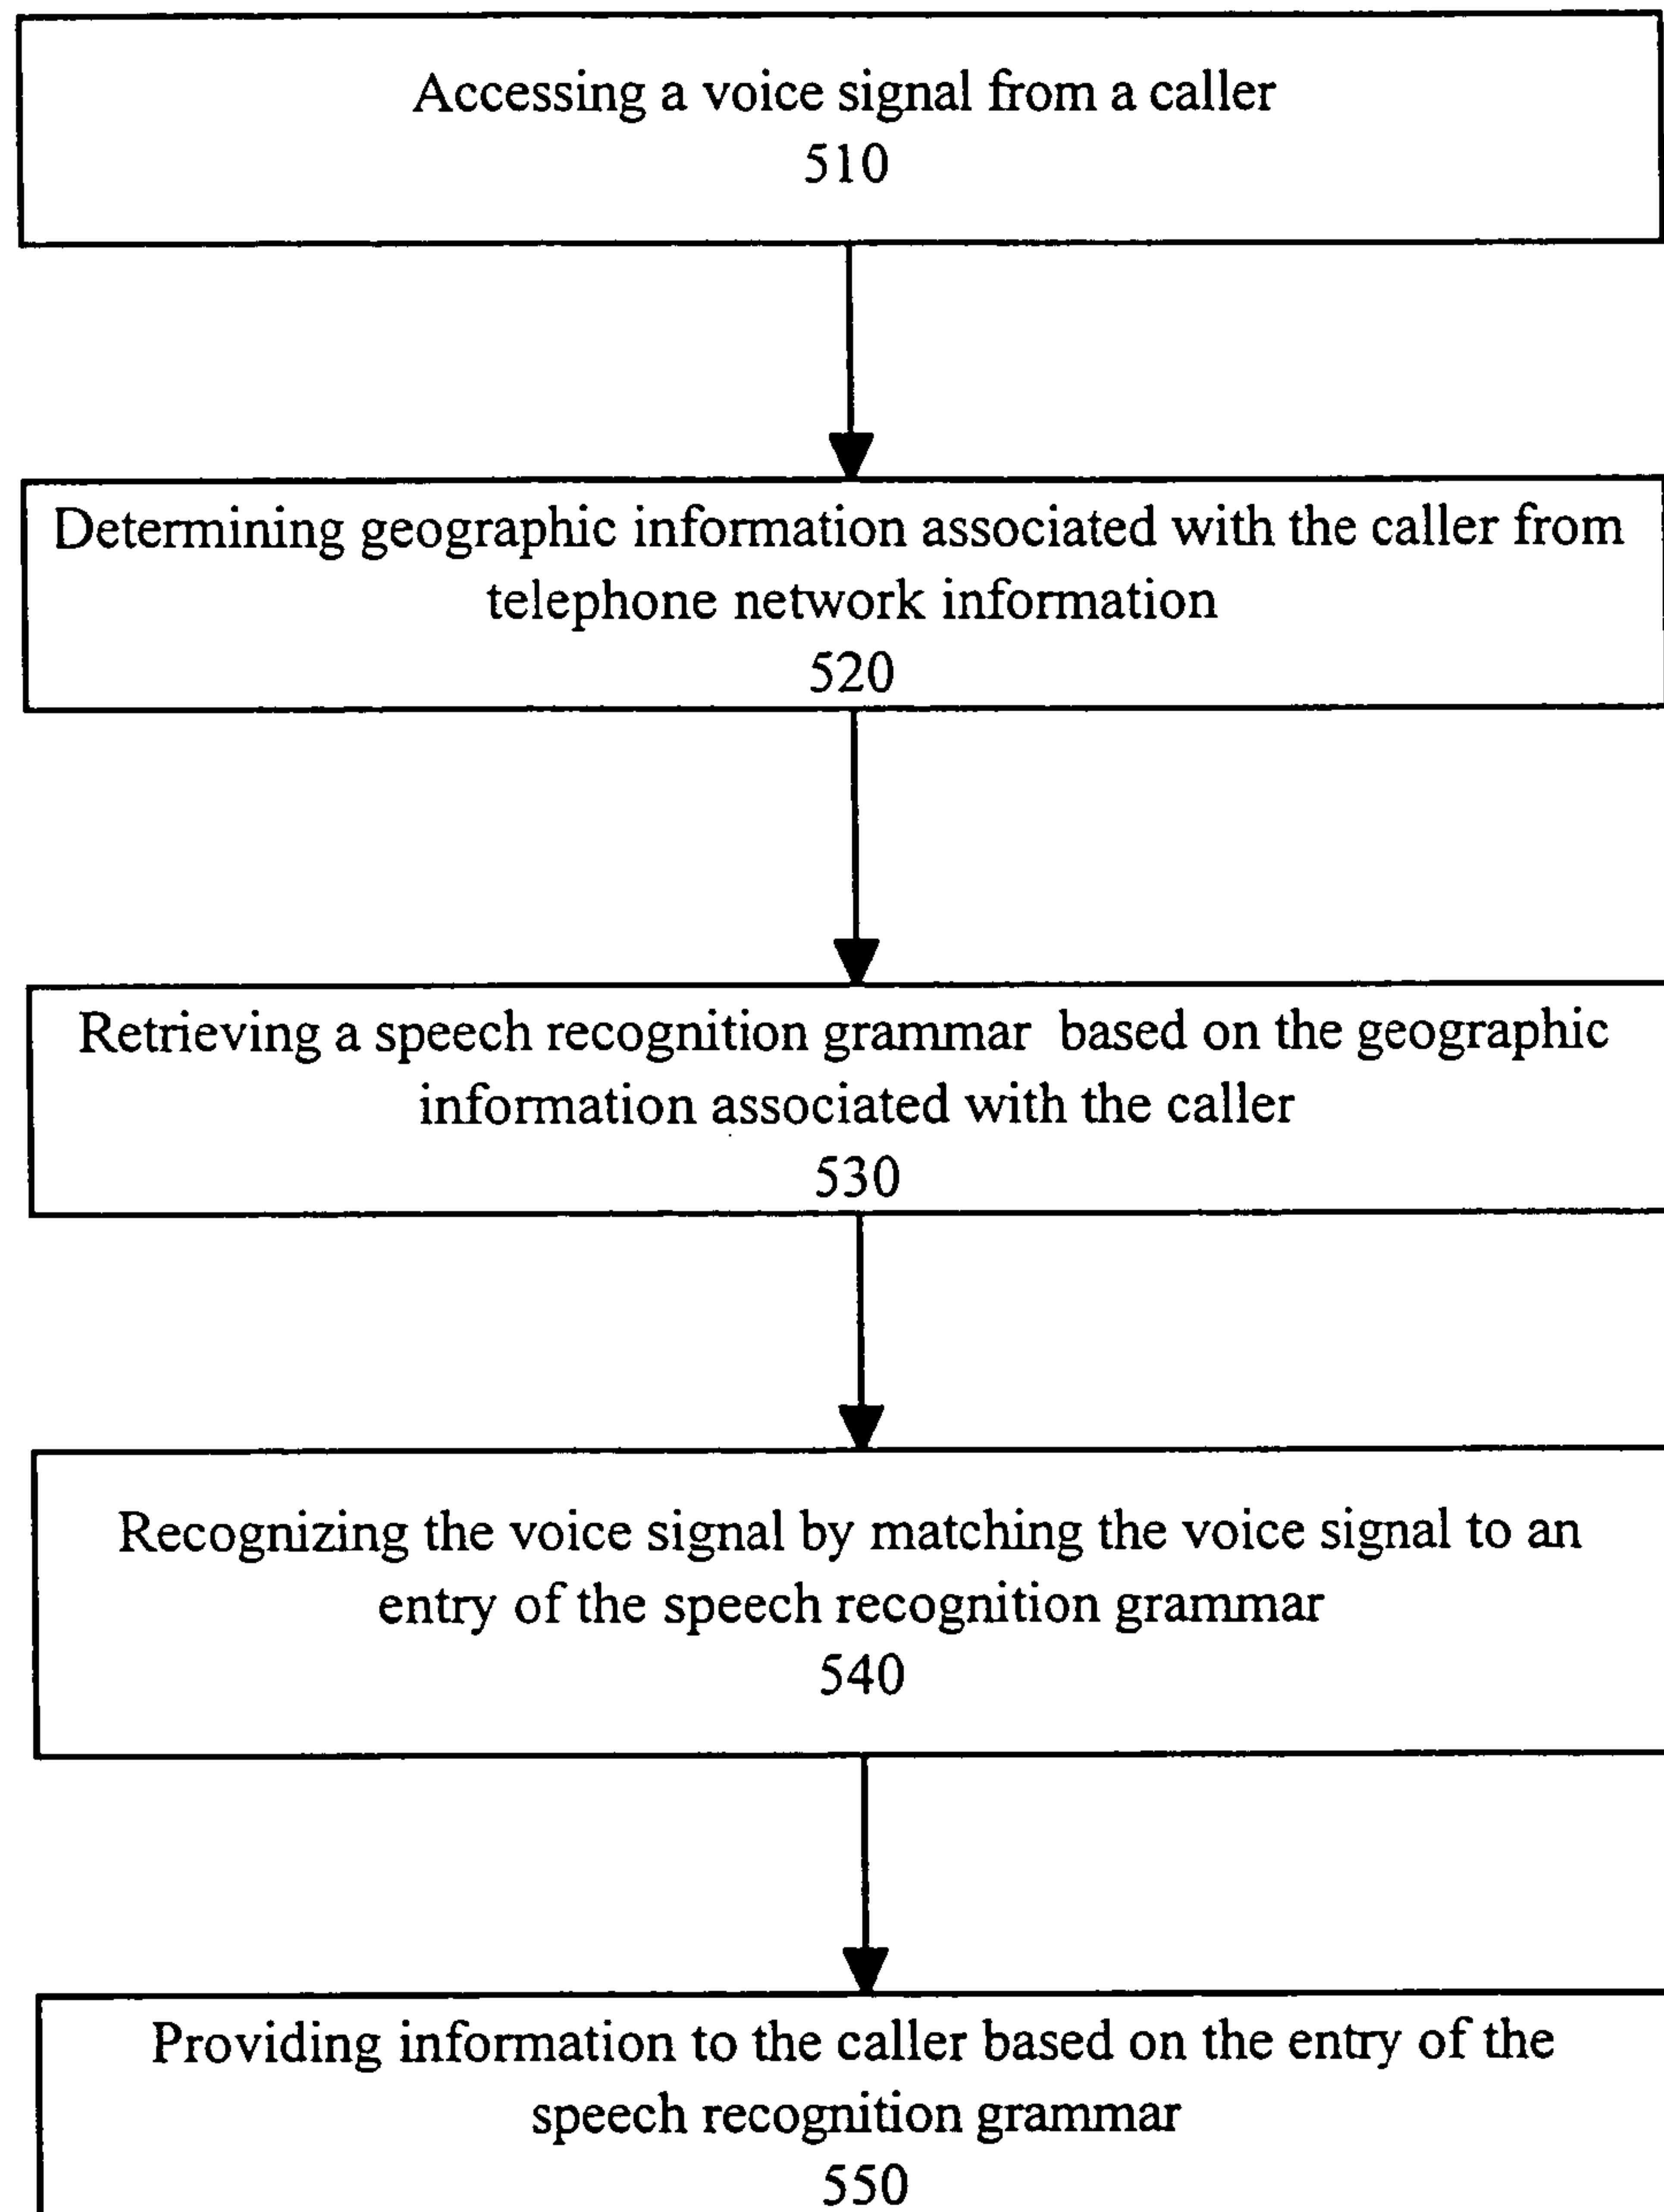 Accessing a voice signal from a caller
510
Determining geographic information associated with the caller from
telephone network information
520
Retrieving a speech recognition grammar based on the geographic
information associated with the caller
530
Recognizing the voice signal by matching the voice signal to an
entry of the speech recognition grammar
540
Providing information to the caller based on the entry of the
speech recognition grammar
550